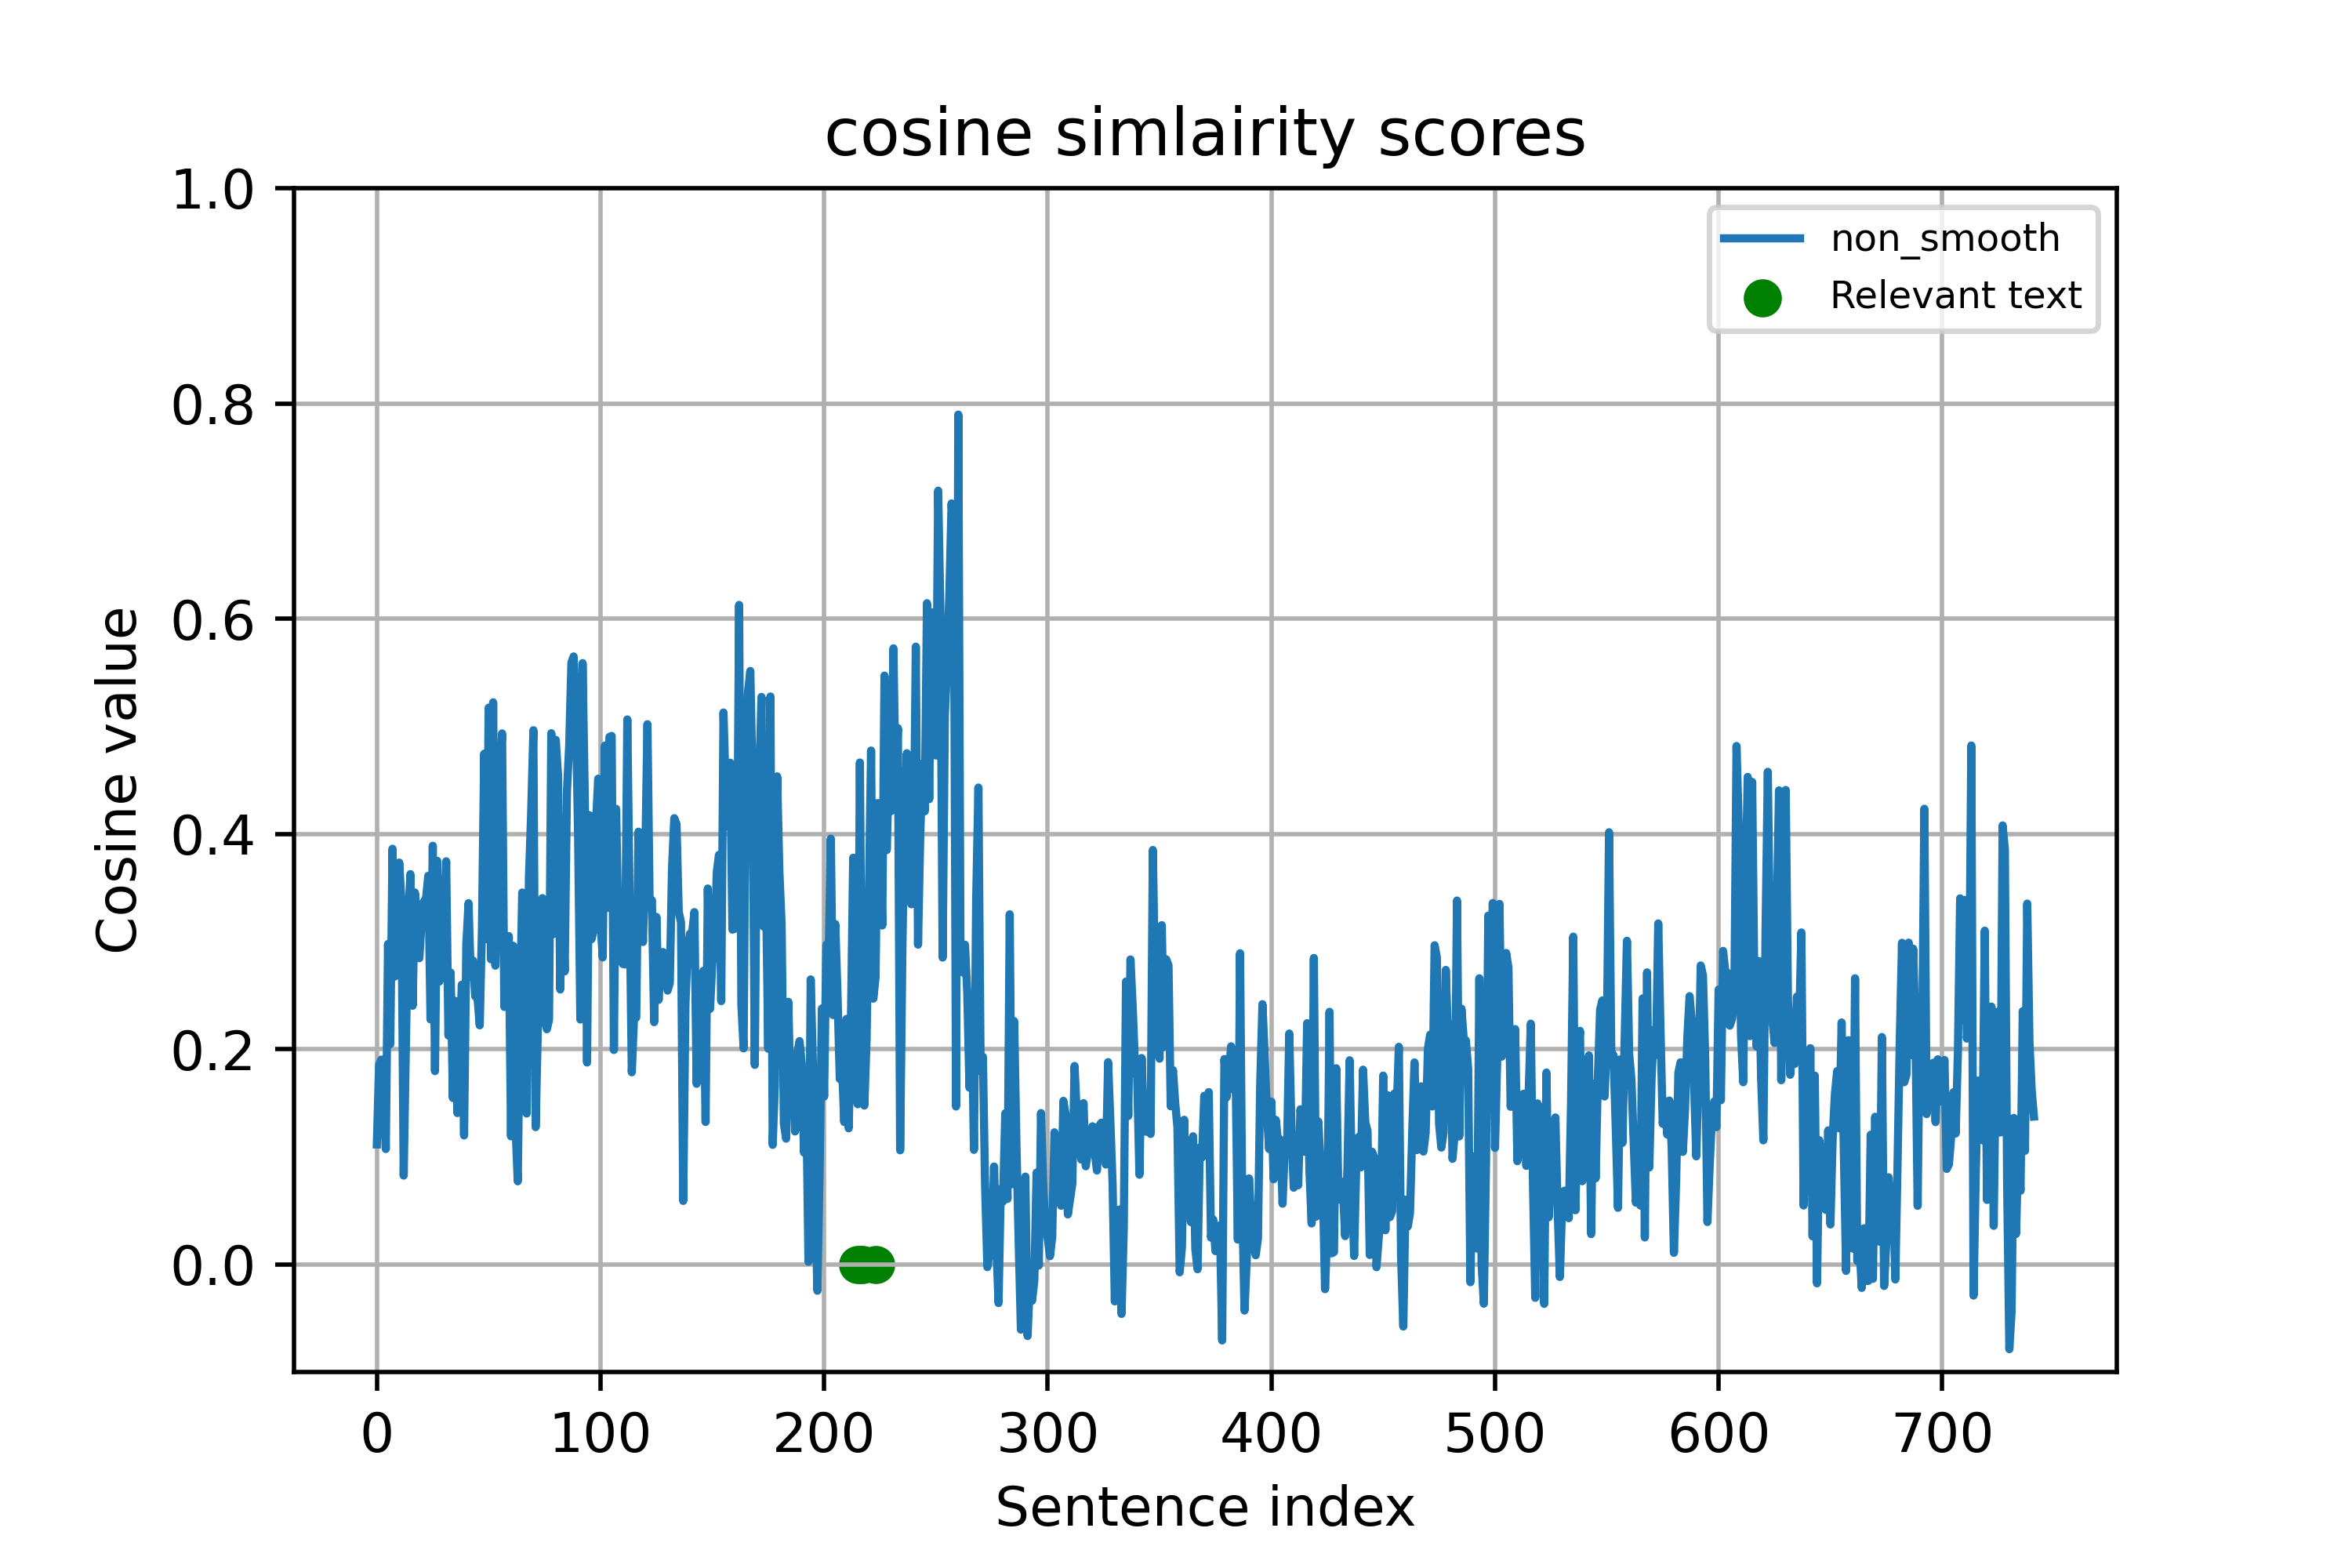 cosine simlairity scores
non_smooth
Relevant text
Cosine value
1.0
0.8
0.6
0.4
0.2
0.0
0 100 200 300 400 500 600 700
Sentence index